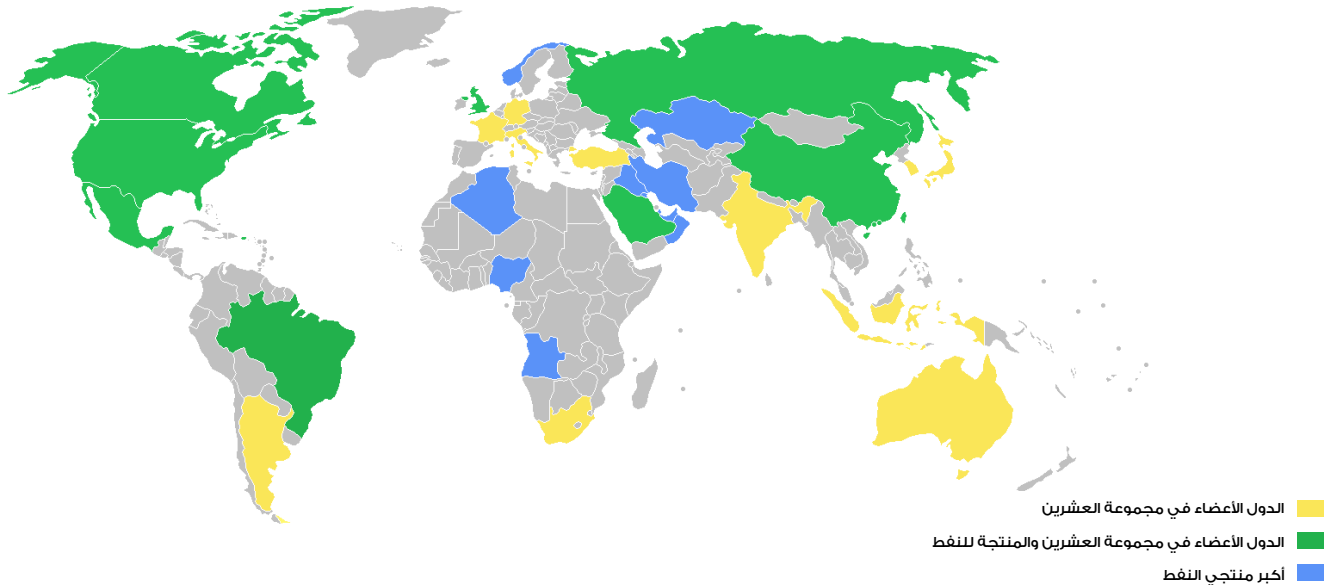 الدول الأعضاء في مجموعة العشرين
الدول الأعضاء في مجموعة العشرين والمنتجة للنفط
أكبر منتجي النفط